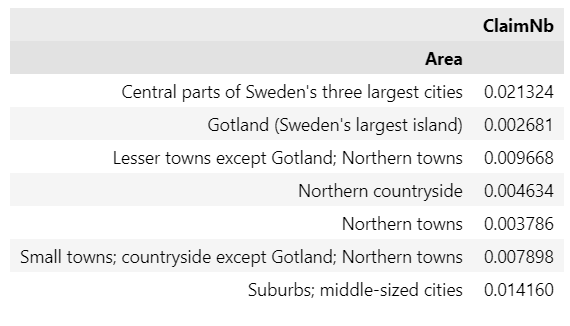 ClaimNb
Area
Central parts of Sweden's three largest cities 0.021324
Gotland (Sweden's largest island) 0.002681
Lesser towns except Gotland; Northern towns 0.009668
Northern countryside 0.004634
Northern towns 0.003786
Small towns; countryside except Gotland; Northern towns 0.007898
Suburbs; middle-sized cities 0.014160